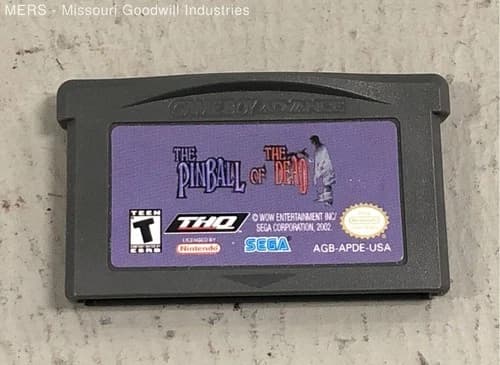 MERS - Missouri Goodwill Industries
GAME BOY ADVANCE
THE PINBALL OF THE DEAD
TEEN
T
ESRB
THQ
LICENSED BY
Nintendo
© WOW ENTERTAINMENT INC/
SEGA CORPORATION, 2002.
SEGA
AGB-APDE-USA